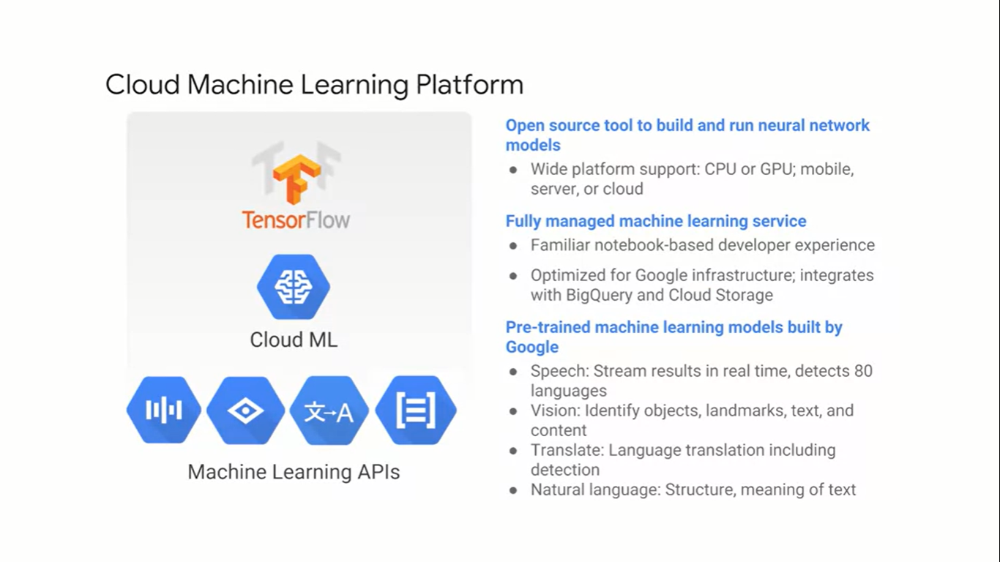 Cloud Machine Learning Platform
TensorFlow
Cloud ML
文→A
Machine Learning APIs
Open source tool to build and run neural network
models
● Wide platform support: CPU or GPU; mobile,
server, or cloud
Fully managed machine learning service
● Familiar notebook-based developer experience
● Optimized for Google infrastructure; integrates
with BigQuery and Cloud Storage
Pre-trained machine learning models built by
Google
● Speech: Stream results in real time, detects 80
languages
● Vision: Identify objects, landmarks, text, and
content
● Translate: Language translation including
detection
● Natural language: Structure, meaning of text